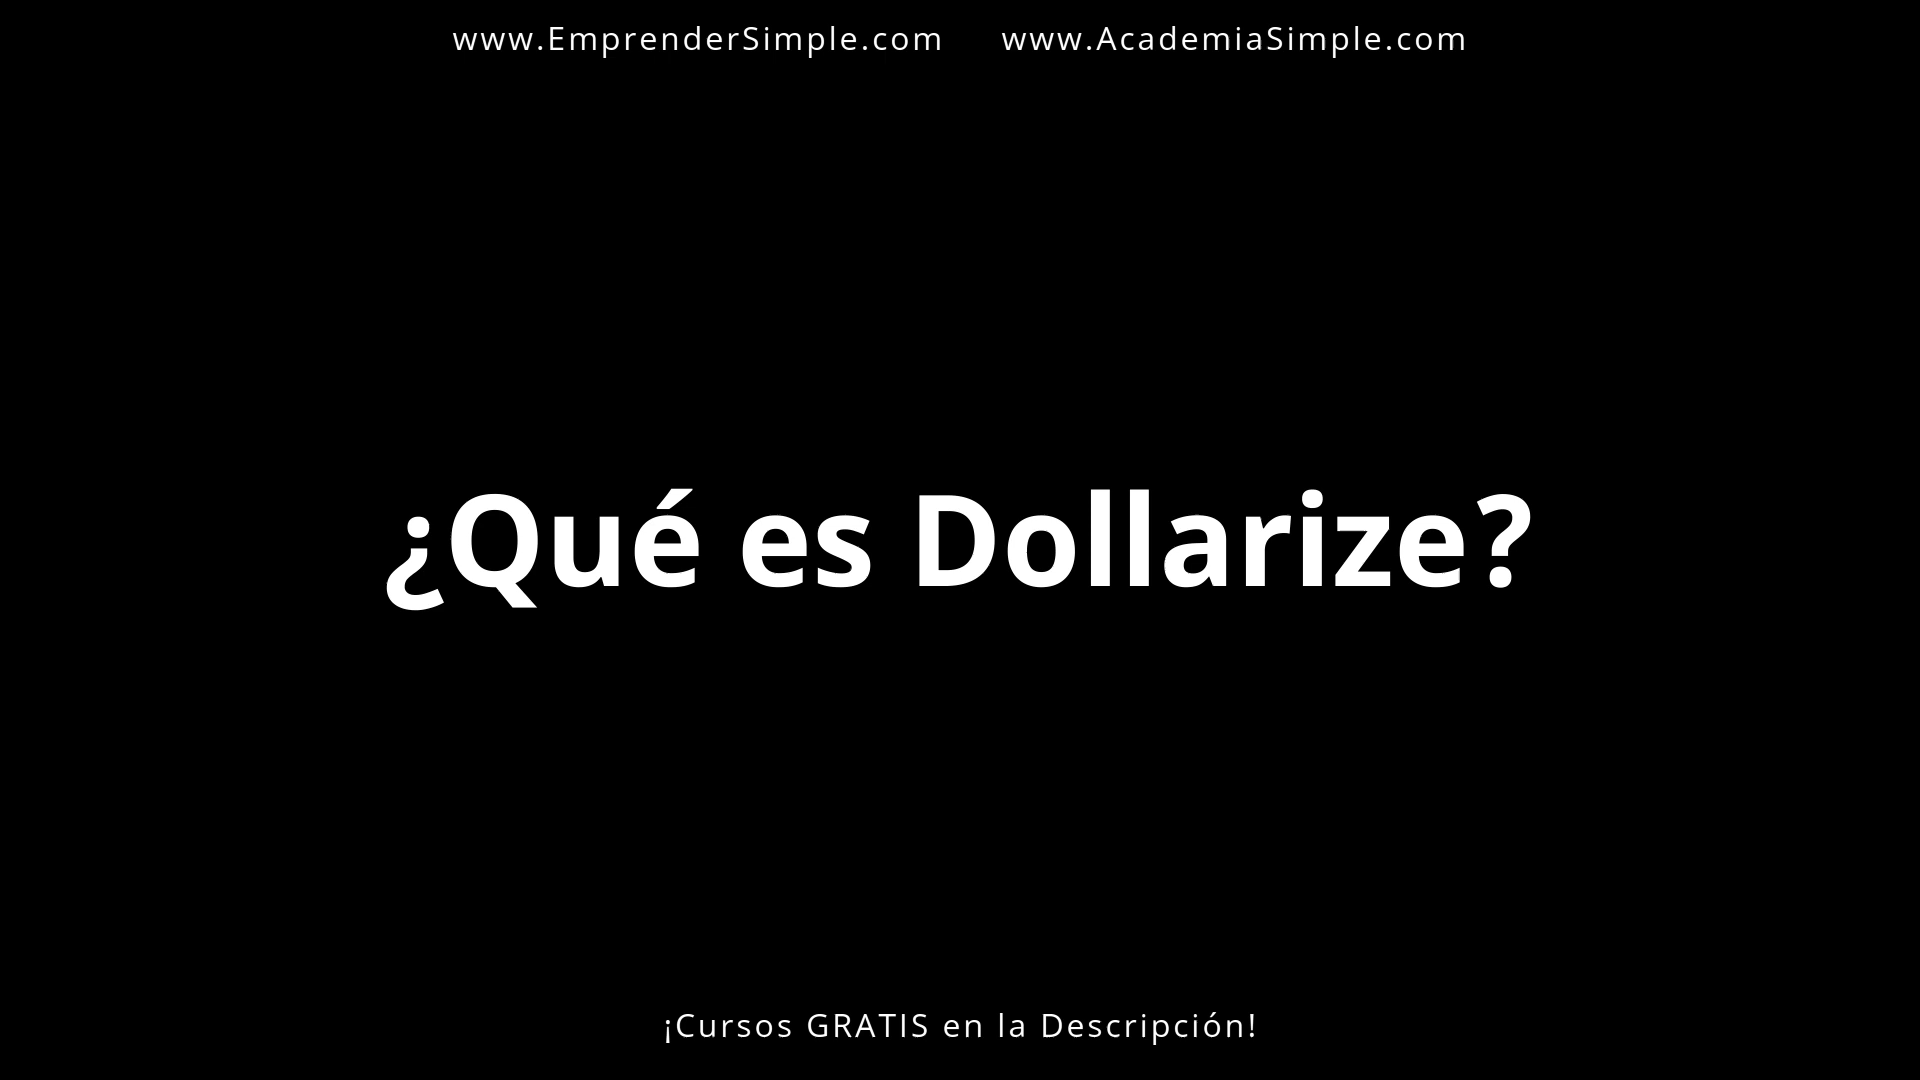 www.EmprenderSimple.com www.AcademiaSimple.com
¿Qué es Dollarize?
¡Cursos GRATIS en la Descripción!